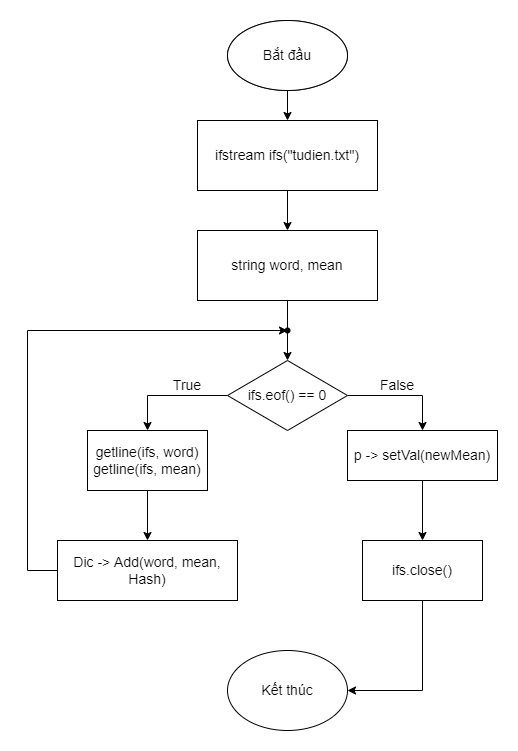 Bắt đầu
ifstream ifs("tudien.txt")
string word, mean
ifs.eof() == 0
True
False
getline(ifs, word)
getline(ifs, mean)
p -> setVal(newMean)
Dic -> Add(word, mean,
Hash)
ifs.close()
Kết thúc